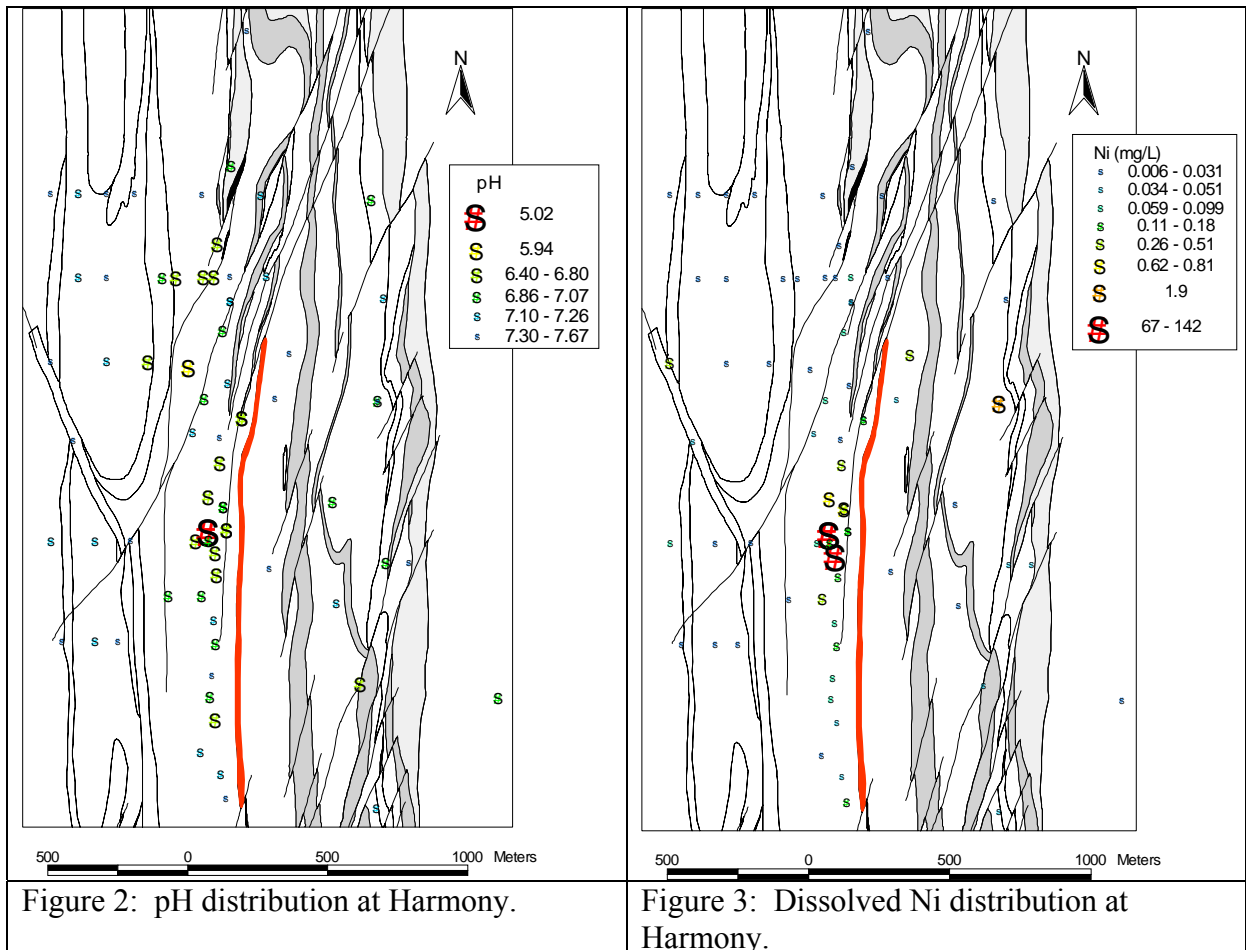 N
pH
5.02
5.94
6.40 - 6.80
6.86 - 7.07
7.10 - 7.26
7.30 - 7.67
500 0 500 1000 Meters
Figure 2: pH distribution at Harmony.
N
Ni (mg/L)
0.006 - 0.031
0.034 - 0.051
0.059 - 0.099
0.11 - 0.18
0.26 - 0.51
0.62 - 0.81
1.9
67 - 142
500 0 500 1000 Meters
Figure 3: Dissolved Ni distribution at
Harmony.